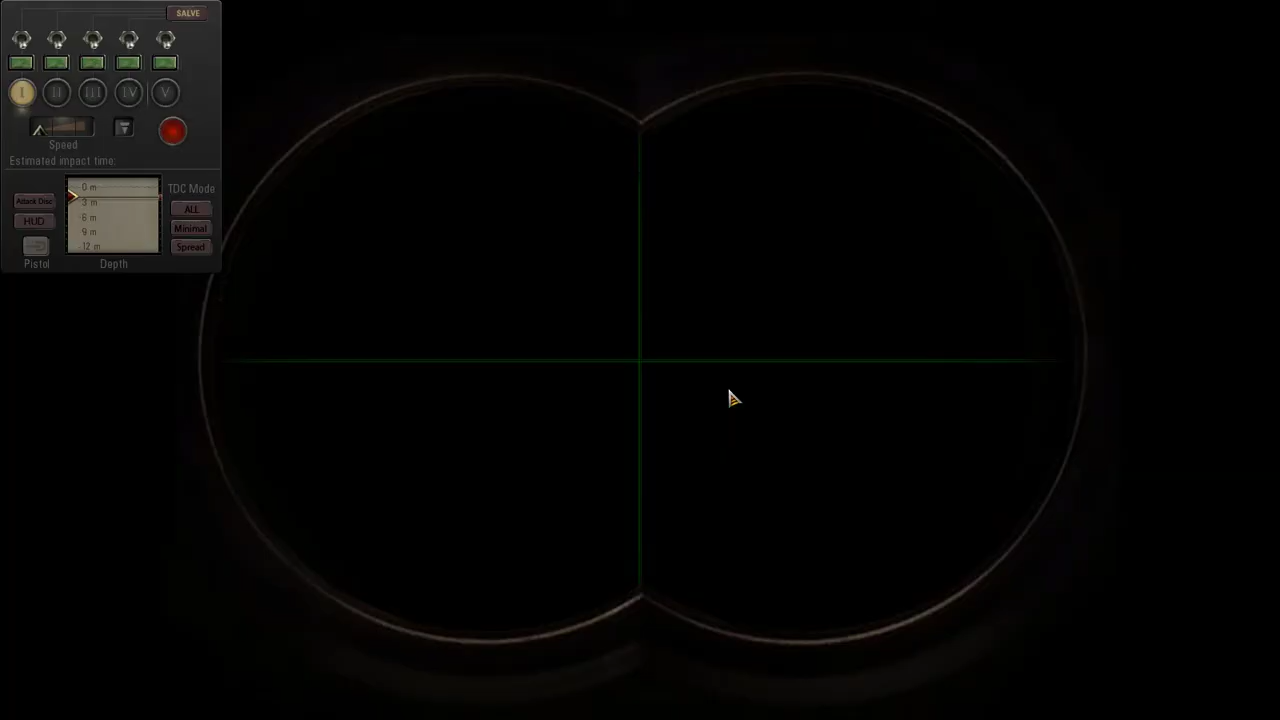 SALVE
I II III IV V
Speed
Estimated impact time:
0 m
3 m
6 m
9 m
12 m
Depth
Attack Disc
HUD
Pistol
TDC Mode
ALL
Minimal
Spread